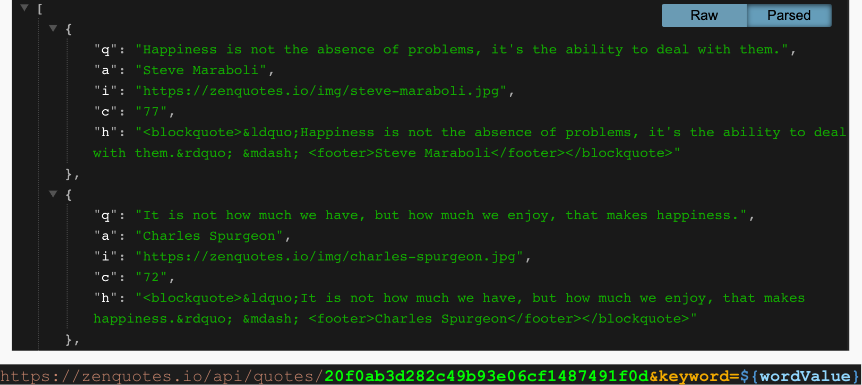 [
Raw Parsed
{
"q": "Happiness is not the absence of problems, it's the ability to deal with them.",
"a": "Steve Maraboli",
"i": "https://zenquotes.io/img/steve-maraboli.jpg",
"c": "77",
"h": "<blockquote>&ldquo;Happiness is not the absence of problems, it's the ability to deal
with them.&rdquo; &mdash; <footer>Steve Maraboli</footer></blockquote>"
},
{
"q": "It is not how much we have, but how much we enjoy, that makes happiness.",
"a": "Charles Spurgeon",
"i": "https://zenquotes.io/img/charles-spurgeon.jpg",
"c": "72",
"h": "<blockquote>&ldquo;It is not how much we have, but how much we enjoy, that makes
happiness.&rdquo; &mdash; <footer>Charles Spurgeon</footer></blockquote>"
},
https://zenquotes.io/api/quotes/20f0ab3d282c49b93e06cf1487491f0d&keyword=${wordValue}